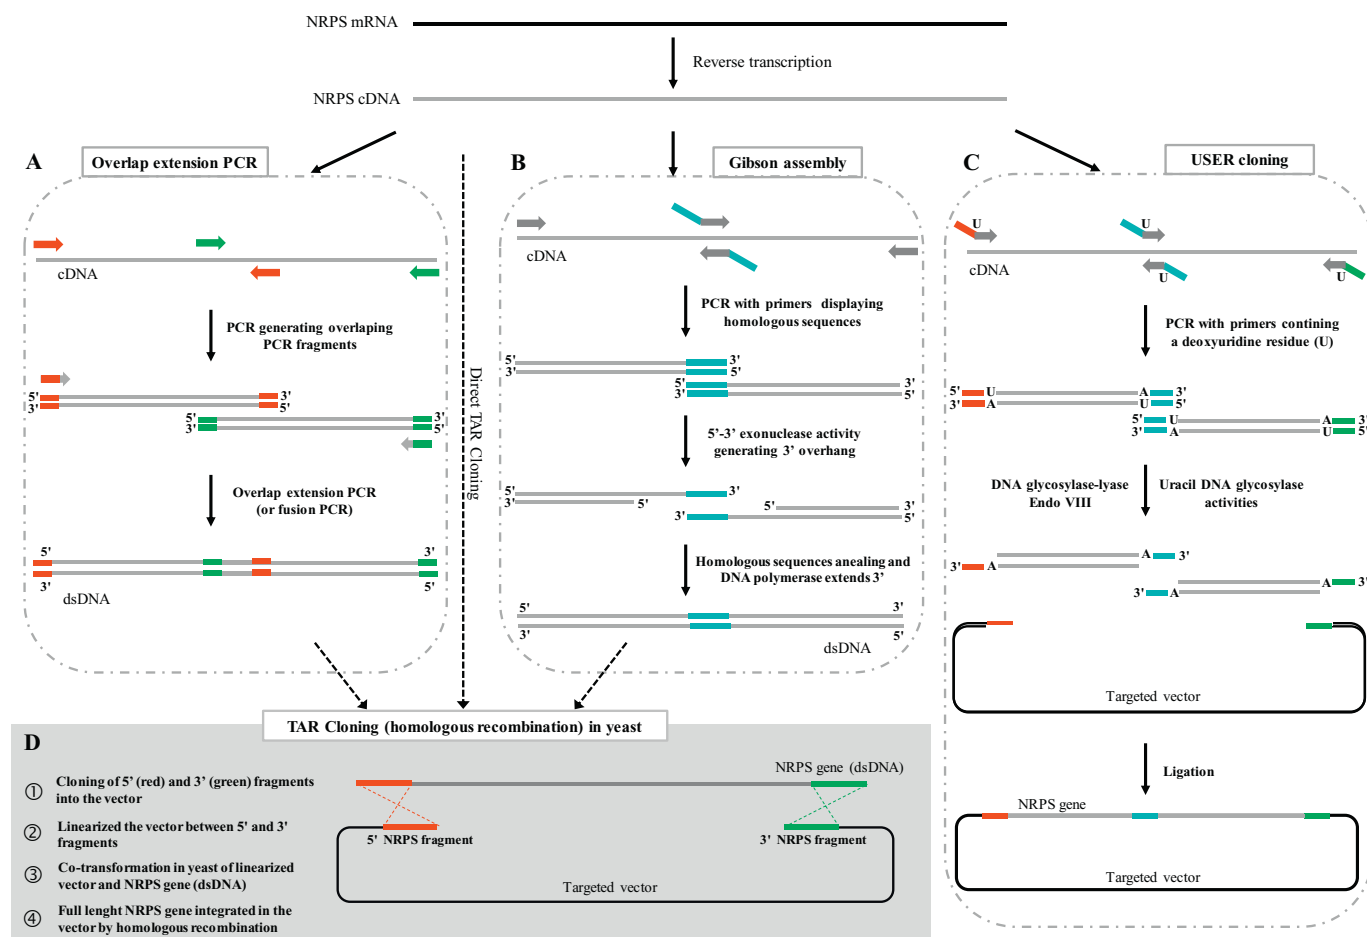 NRPS mRNA
Reverse transcription
NRPS cDNA
A
Overlap extension PCR
cDNA
PCR generating overlaping
PCR fragments
5'
3'
3'
5'
5'
3'
3'
5'
Overlap extension PCR
(or fusion PCR)
5'
3'
3'
5'
dsDNA
Direct TAR Cloning
B
Gibson assembly
cDNA
PCR with primers displaying
homologous sequences
5'
3'
3'
5'
5'
3'
3'
5'
5'-3' exonuclease activity
generating 3' overhang
5'
3'
3'
5'
5'
3'
3'
5'
Homologous sequences anealing and
DNA polymerase extends 3'
5'
3'
3'
5'
dsDNA
C
USER cloning
U
U
cDNA
U
U
PCR with primers contining
a deoxyuridine residue (U)
5' U A 3'
3' A U 5'
5' U A 3'
3' A U 5'
DNA glycosylase-lyase
Endo VIII
Uracil DNA glycosylase
activities
A 3'
3' A
A 3'
3' A
Targeted vector
Ligation
NRPS gene
Targeted vector
TAR Cloning (homologous recombination) in yeast
D
① Cloning of 5' (red) and 3' (green) fragments
into the vector
② Linearized the vector between 5' and 3'
fragments
③ Co-transformation in yeast of linearized
vector and NRPS gene (dsDNA)
④ Full lenght NRPS gene integrated in the
vector by homologous recombination
NRPS gene (dsDNA)
5' NRPS fragment
3' NRPS fragment
Targeted vector